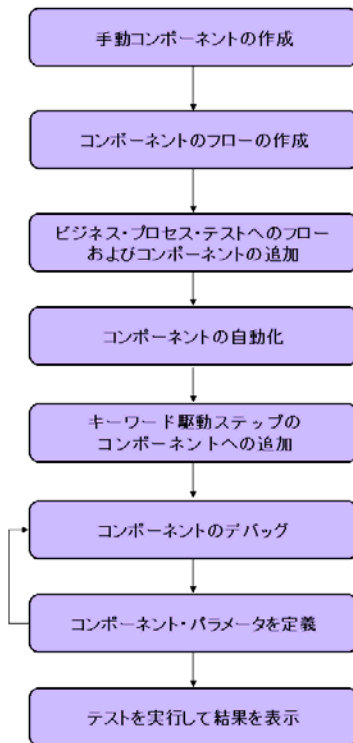 手動コンポーネントの作成
コンポーネントのフローの作成
ビジネス・プロセス・テストへのフロー
およびコンポーネントの追加
コンポーネントの自動化
キーワード駆動ステップの
コンポーネントへの追加
コンポーネントのデバッグ
コンポーネント・パラメータを定義
テストを実行して結果を表示